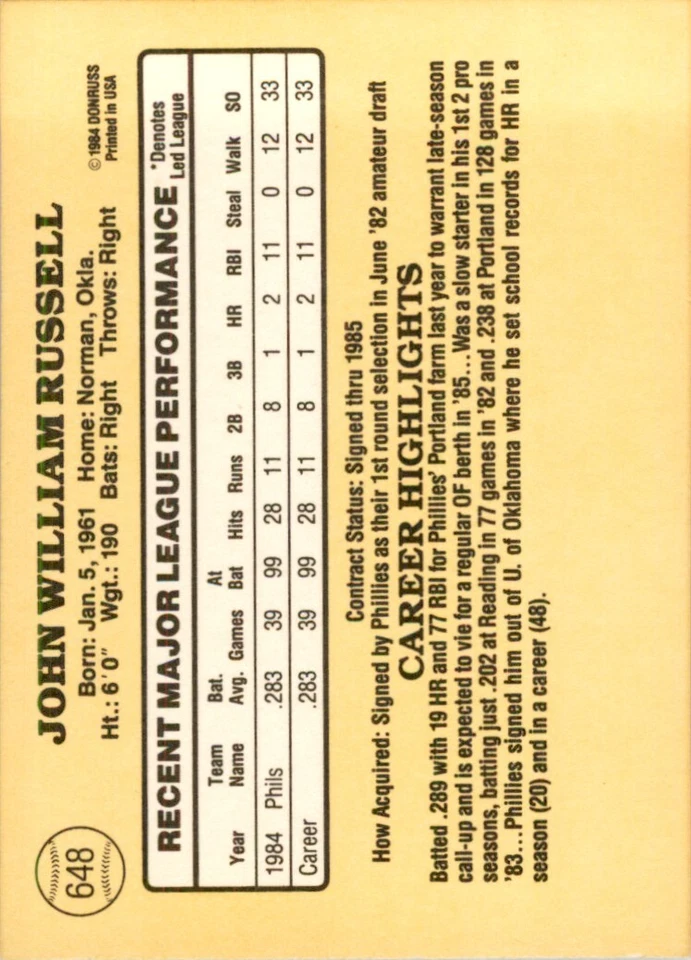 648
JOHN WILLIAM RUSSELL
Born: Jan. 5, 1961 Home: Norman, Okla.
Ht.: 6´0˝ Wgt.: 190 Bats: Right Throws: Right
©1984 DONRUSS
Printed in USA
RECENT MAJOR LEAGUE PERFORMANCE
*Denotes
Led League
Year Team Name Bat. Avg. Games At Bat Hits Runs 2B 3B HR RBI Steal Walk SO
1984 Phils .283 39 99 28 11 8 1 2 11 0 12 33
Career .283 39 99 28 11 8 1 2 11 0 12 33
Contract Status: Signed thru 1985
How Acquired: Signed by Phillies as their 1st round selection in June '82 amateur draft
CAREER HIGHLIGHTS
Batted .289 with 19 HR and 77 RBI for Phillies' Portland farm last year to warrant late-season
call-up and is expected to vie for a regular OF berth in '85...Was a slow starter in his 1st 2 pro
seasons, batting just .202 at Reading in 77 games in '82 and .238 at Portland in 128 games in
'83...Phillies signed him out of U. of Oklahoma where he set school records for HR in a
season (20) and in a career (48).